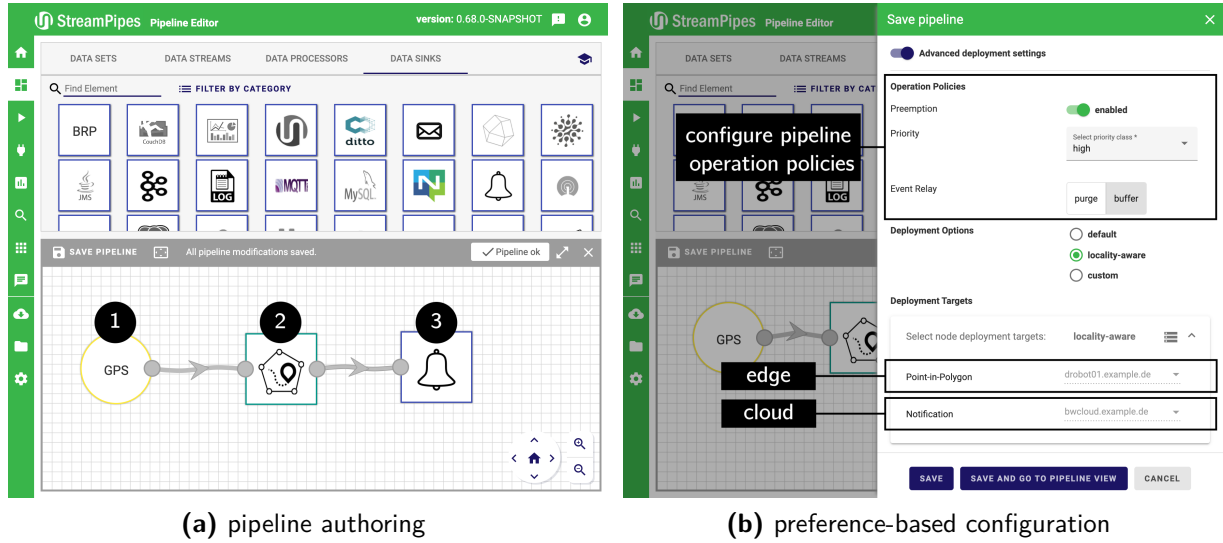 StreamPipes Pipeline Editor
version: 0.68.0-SNAPSHOT
DATA SETS DATA STREAMS DATA PROCESSORS DATA SINKS
Find Element FILTER BY CATEGORY
BRP
CouchDB
ditto
JMS
LOG
MQTT
MySQL
SAVE PIPELINE All pipeline modifications saved. Pipeline ok
1 2 3
GPS
(a) pipeline authoring
StreamPipes Pipeline Editor
DATA SETS DATA STREAMS
Find Element FILTER BY CAT
BRP
JMS
LOG
SAVE PIPELINE
GPS
configure pipeline
operation policies
edge
cloud
Save pipeline
Advanced deployment settings
Operation Policies
Preemption enabled
Priority Select priority class *
high
Event Relay purge buffer
Deployment Options default
locality-aware
custom
Deployment Targets
Select node deployment targets: locality-aware
Point-in-Polygon drobot01.example.de
Notification bwcloud.example.de
SAVE SAVE AND GO TO PIPELINE VIEW CANCEL
(b) preference-based configuration